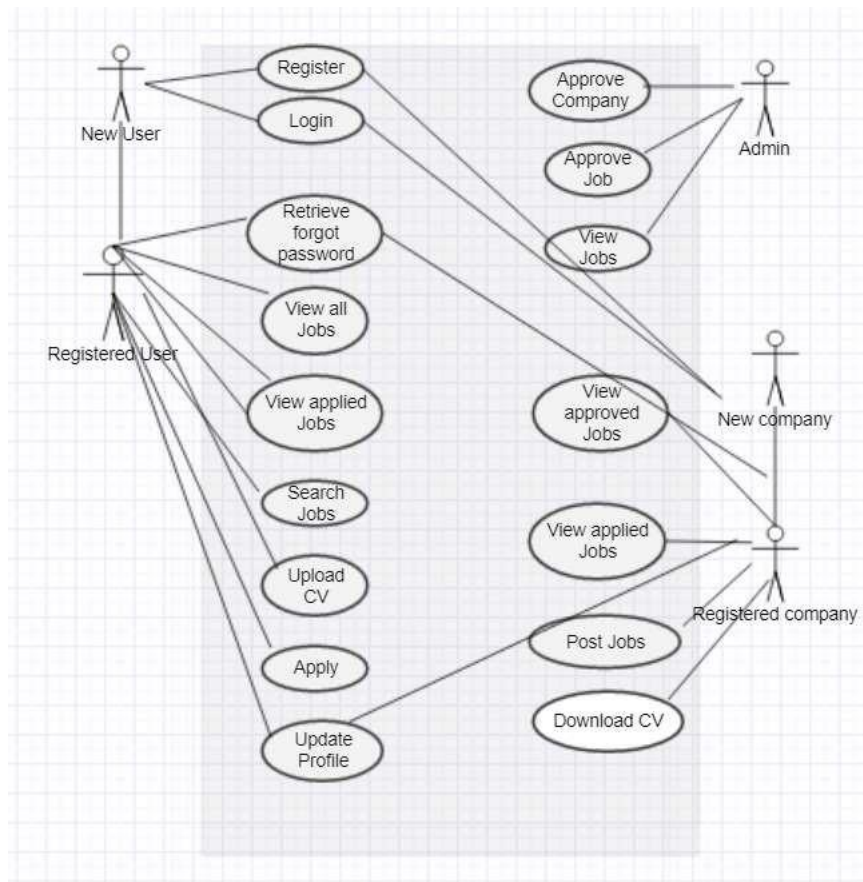 Register
Login
New User
Approve
Company
Approve
Job
View
Jobs
Admin
Retrieve
forgot
password
View all
Jobs
Registered User
View applied
Jobs
Search
Jobs
Upload
CV
Apply
Update
Profile
View
approved
Jobs
New company
View applied
Jobs
Post Jobs
Download CV
Registered company